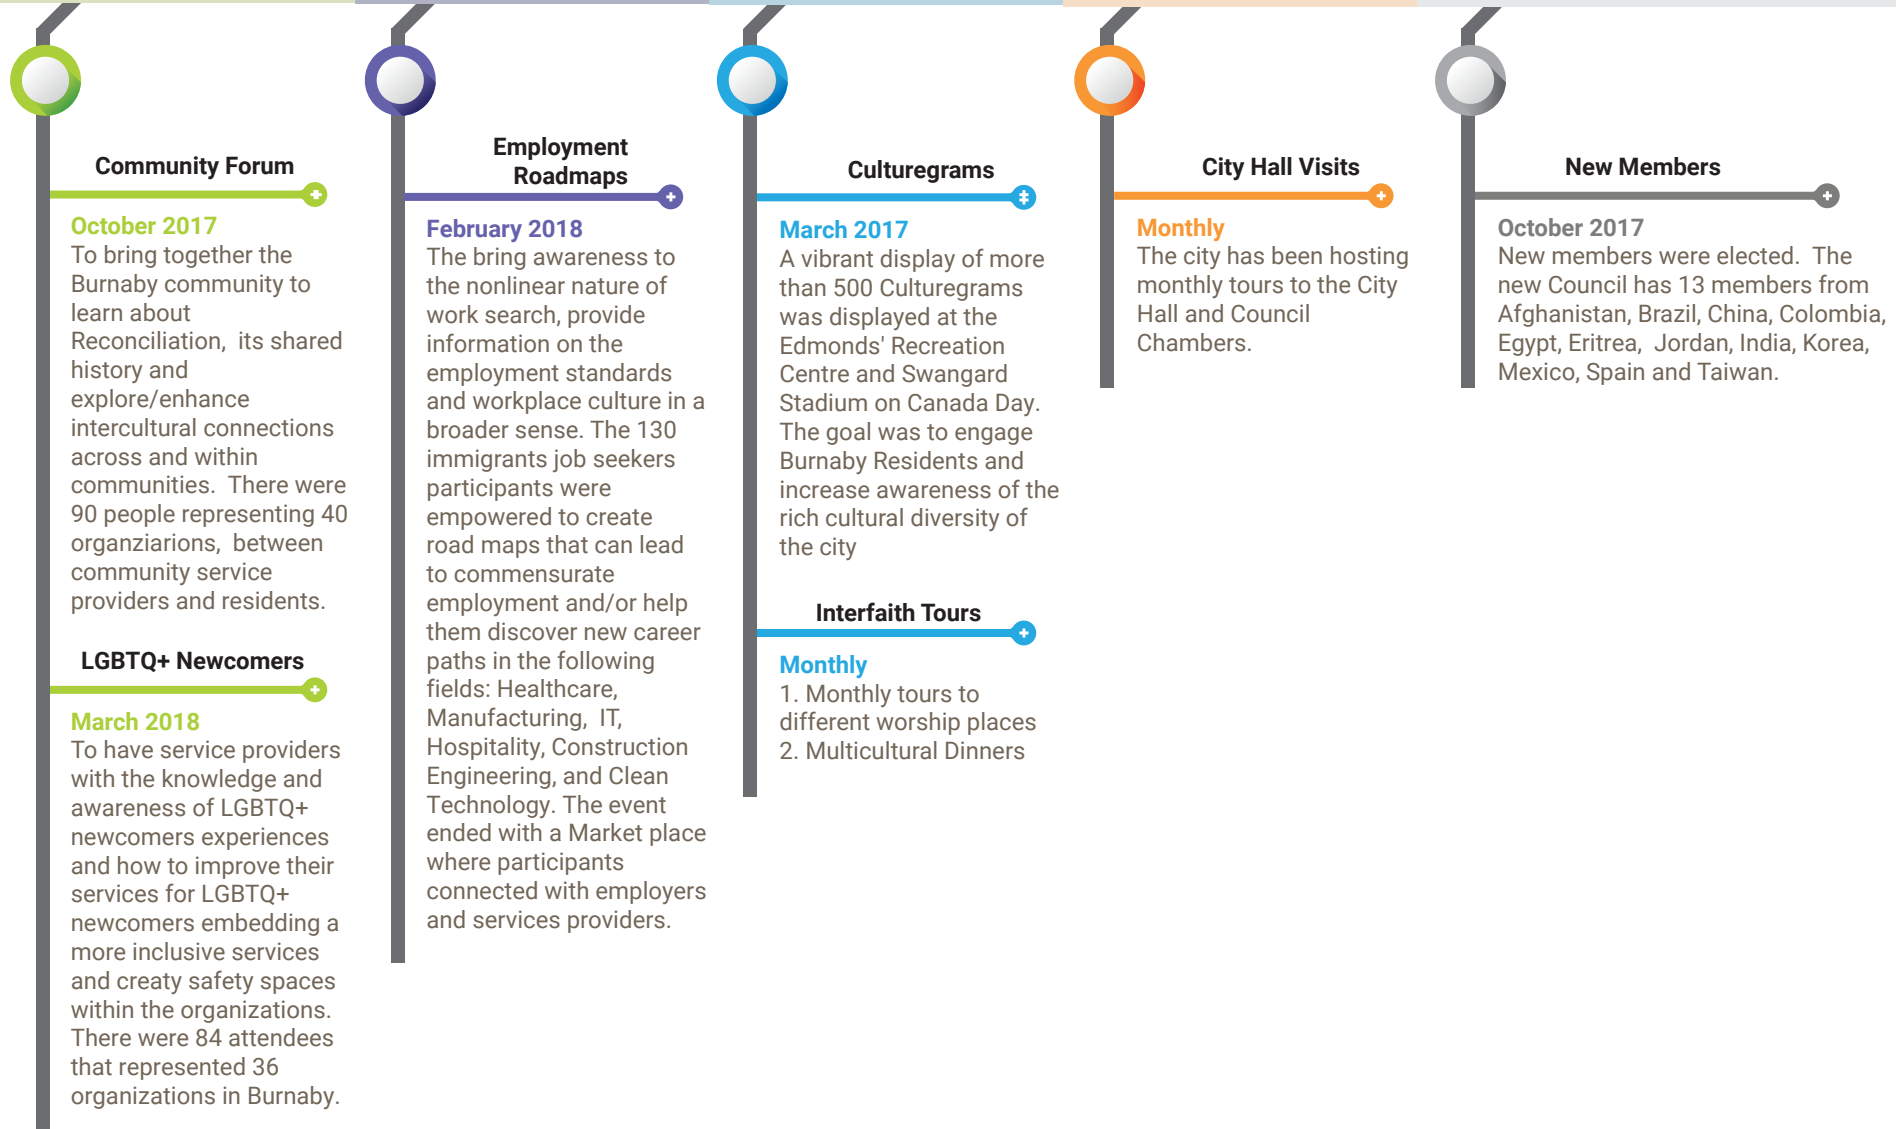 Community Forum
October 2017
To bring together the
Burnaby community to
learn about
Reconciliation,  its shared
history and
explore/enhance
intercultural connections
across and within
communities.  There were
90 people representing 40
organziarions,  between
community service
providers and residents.
LGBTQ+ Newcomers
March 2018
To have service providers
with the knowledge and
awareness of LGBTQ+
newcomers experiences
and how to improve their
services for LGBTQ+
newcomers embedding a
more inclusive services
and creaty safety spaces
within the organizations.
There were 84 attendees
that represented 36
organizations in Burnaby.
Employment
Roadmaps
February 2018
The bring awareness to
the nonlinear nature of
work search, provide
information on the
employment standards
and workplace culture in a
broader sense. The 130
immigrants job seekers
participants were
empowered to create
road maps that can lead
to commensurate
employment and/or help
them discover new career
paths in the following
fields: Healthcare,
Manufacturing,  IT,
Hospitality, Construction
Engineering, and Clean
Technology. The event
ended with a Market place
where participants
connected with employers
and services providers.
Culturegrams
March 2017
A vibrant display of more
than 500 Culturegrams
was displayed at the
Edmonds' Recreation
Centre and Swangard
Stadium on Canada Day.
The goal was to engage
Burnaby Residents and
increase awareness of the
rich cultural diversity of
the city
Interfaith Tours
Monthly
1. Monthly tours to
different worship places
2. Multicultural Dinners
City Hall Visits
Monthly
The city has been hosting
monthly tours to the City
Hall and Council
Chambers.
New Members
October 2017
New members were elected.  The
new Council has 13 members from
Afghanistan, Brazil, China, Colombia,
Egypt, Eritrea,  Jordan, India, Korea,
Mexico, Spain and Taiwan.